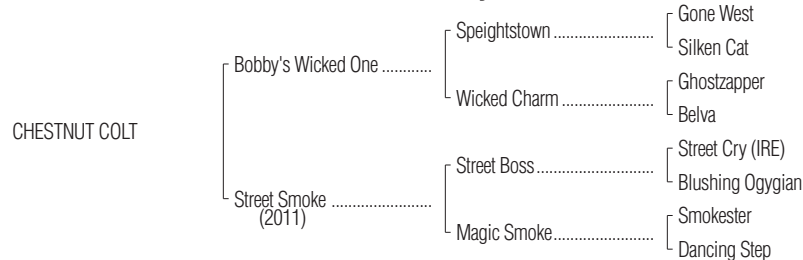 Gone West
Speightstown ..........................
Silken Cat
Bobby's Wicked One .............
Ghostzapper
Wicked Charm ........................
Belva
CHESTNUT COLT
Street Cry (IRE)
Street Boss ..............................
Blushing Ogygian
Street Smoke ..........................
(2011)
Smokester
Magic Smoke..........................
Dancing Step